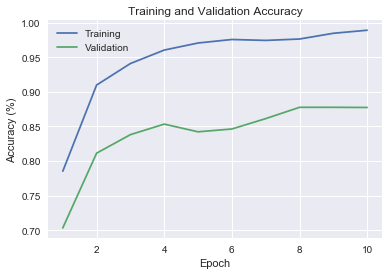 Training and Validation Accuracy
Training
Validation
Accuracy (%)
1.00
0.95
0.90
0.85
0.80
0.75
0.70
2
4
6
8
10
Epoch